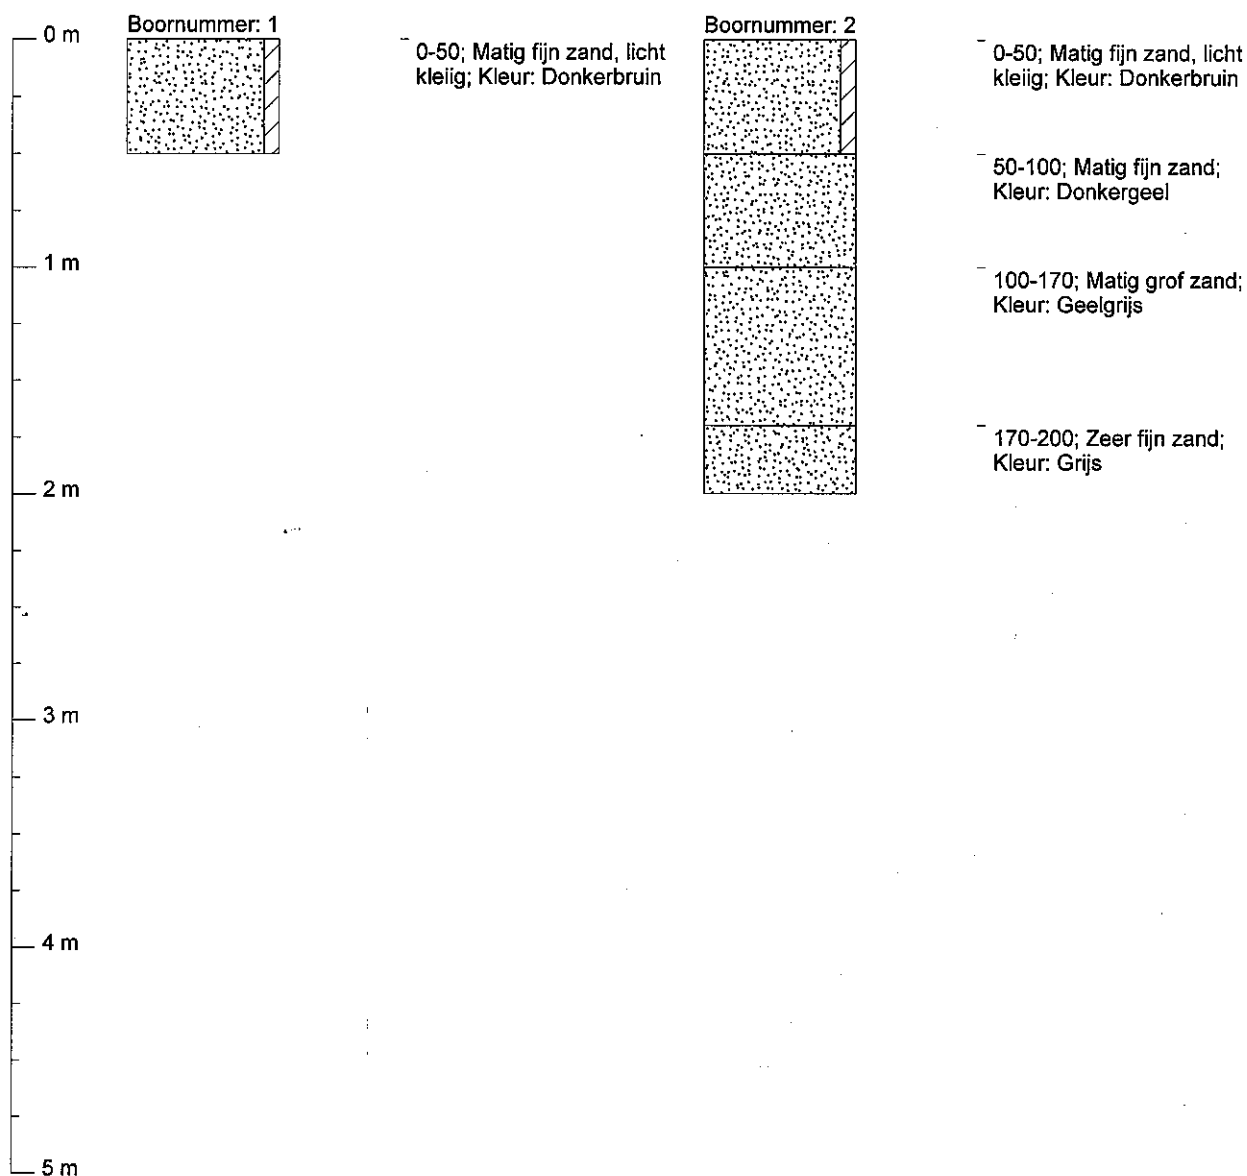 0 m
1 m
2 m
3 m
4 m
5 m
Boornummer: 1
0-50; Matig fijn zand, licht
kleiig; Kleur: Donkerbruin
Boornummer: 2
0-50; Matig fijn zand, licht
kleiig; Kleur: Donkerbruin
50-100; Matig fijn zand;
Kleur: Donkergeel
100-170; Matig grof zand;
Kleur: Geelgrijs
170-200; Zeer fijn zand;
Kleur: Grijs